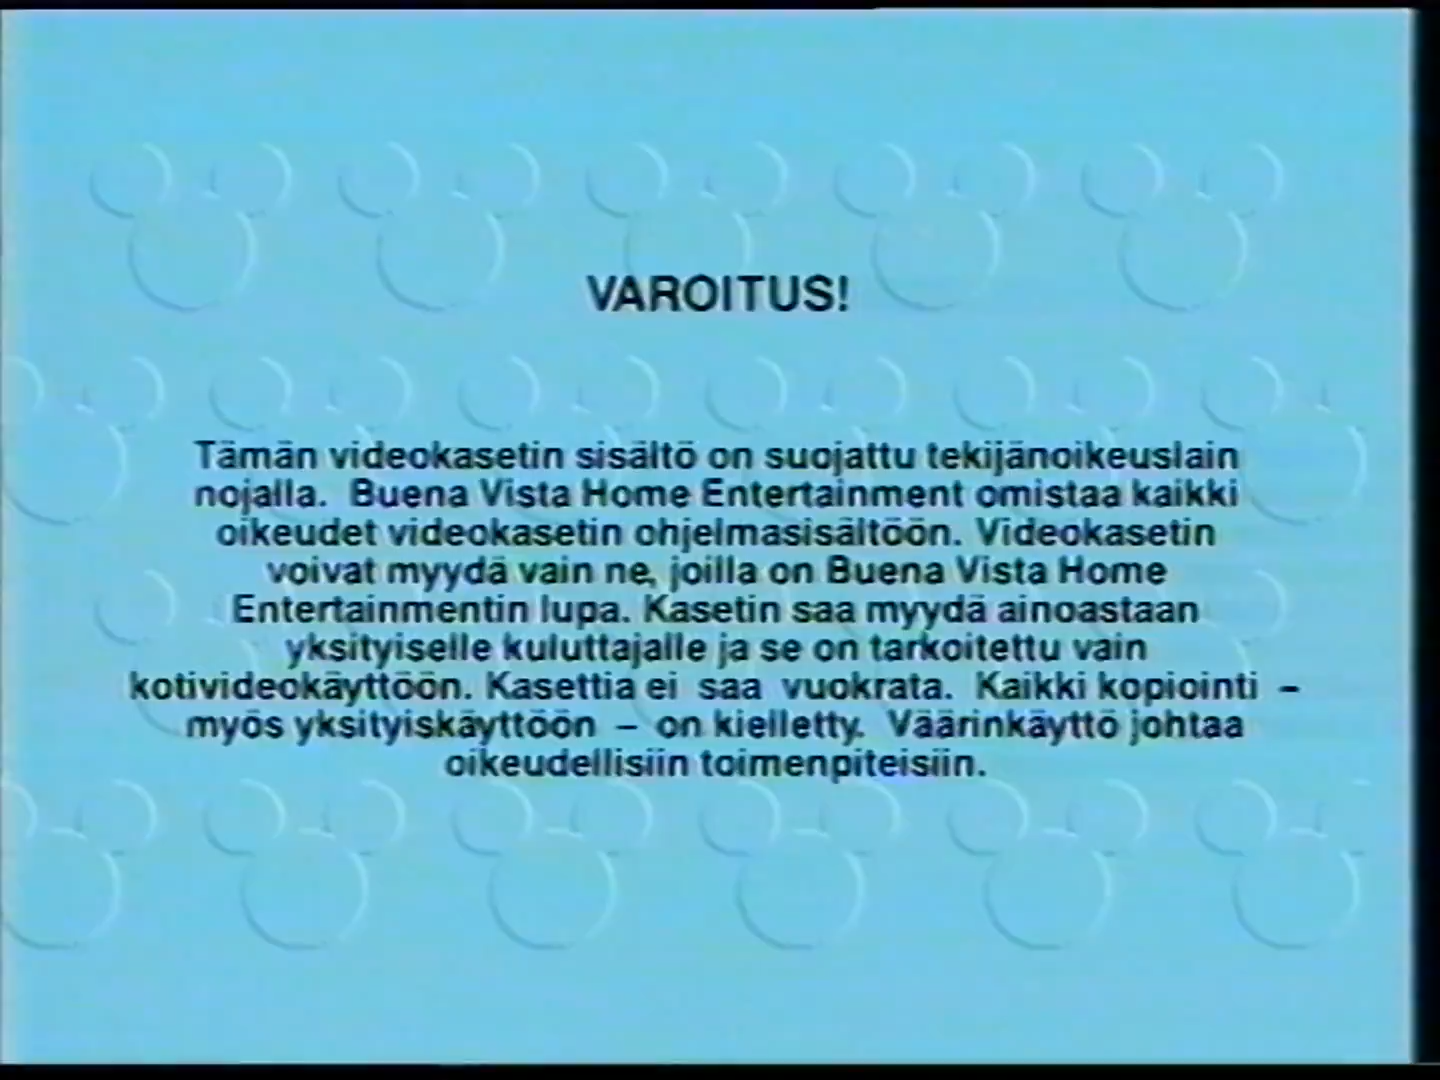 VAROITUS!
Tämän videokasetin sisältö on suojattu tekijänoikeuslain
nojalla. Buena Vista Home Entertainment omistaa kaikki
oikeudet videokasetin ohjelmasisältöön. Videokasetin
voivat myydä vain ne, joilla on Buena Vista Home
Entertainmentin lupa. Kasetin saa myydä ainoastaan
yksityiselle kuluttajalle ja se on tarkoitettu vain
kotivideokäyttöön. Kasettia ei saa vuokrata. Kaikki kopiointi –
myös yksityiskäyttöön – on kielletty. Väärinkäyttö johtaa
oikeudellisiin toimenpiteisiin.